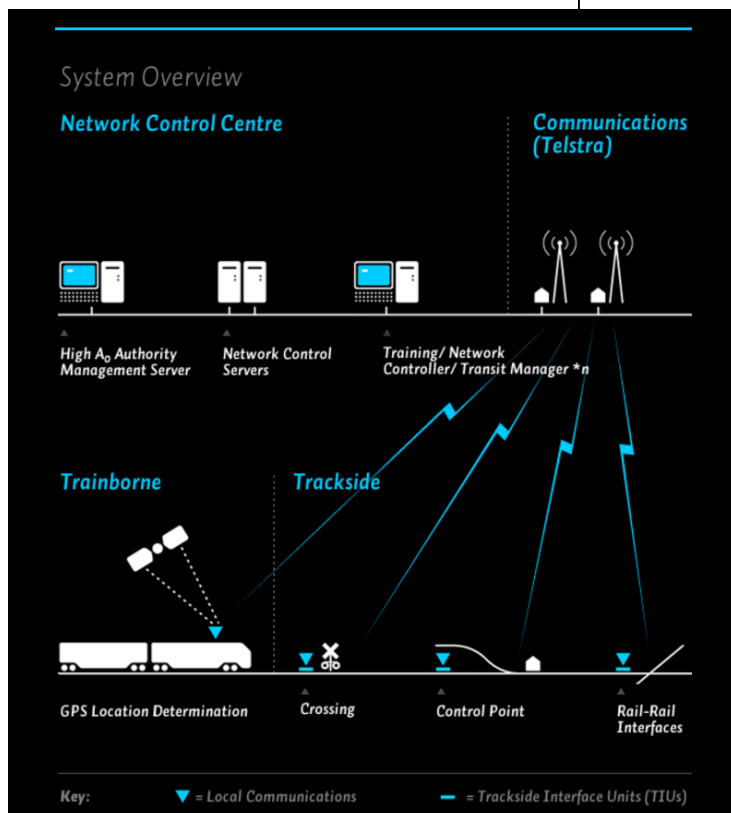 System Overview
Network Control Centre
Communications
(Telstra)
High A₀ Authority
Management Server
Network Control
Servers
Training/ Network
Controller/ Transit Manager *n
Trainborne
Trackside
GPS Location Determination
Crossing
Control Point
Rail-Rail
Interfaces
Key:
= Local Communications
= Trackside Interface Units (TIUs)